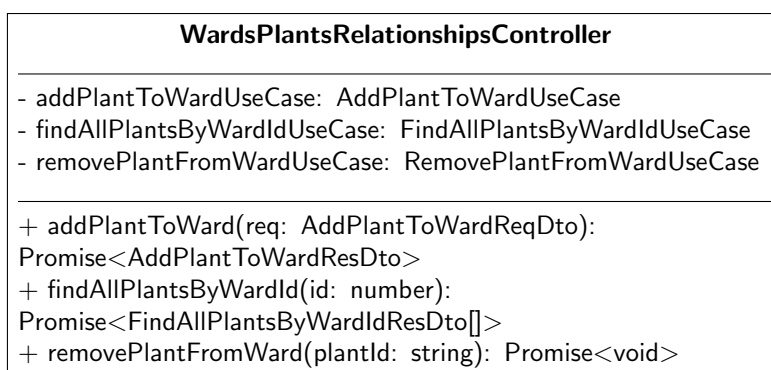 WardsPlantsRelationshipsController
- addPlantToWardUseCase: AddPlantToWardUseCase
- findAllPlantsByWardIdUseCase: FindAllPlantsByWardIdUseCase
- removePlantFromWardUseCase: RemovePlantFromWardUseCase
+ addPlantToWard(req: AddPlantToWardReqDto):
Promise<AddPlantToWardResDto>
+ findAllPlantsByWardId(id: number):
Promise<FindAllPlantsByWardIdResDto[]>
+ removePlantFromWard(plantId: string): Promise<void>